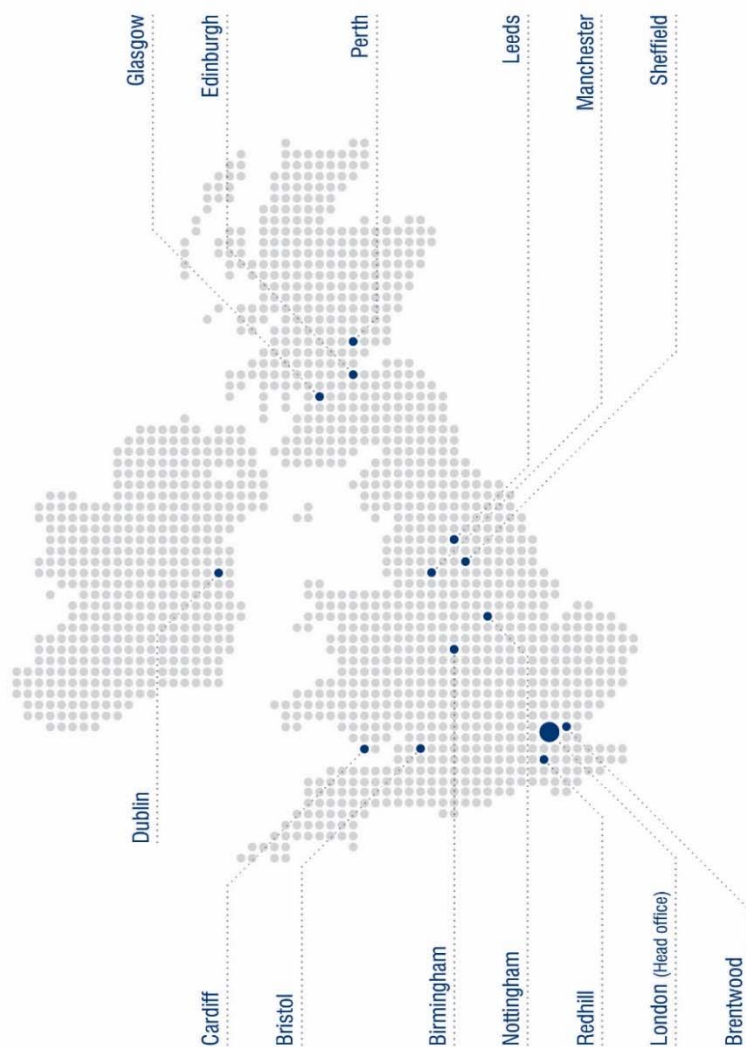 Glasgow
Edinburgh
Perth
Leeds
Manchester
Sheffield
Dublin
Cardiff
Bristol
Birmingham
Nottingham
Redhill
London (Head office)
Brentwood